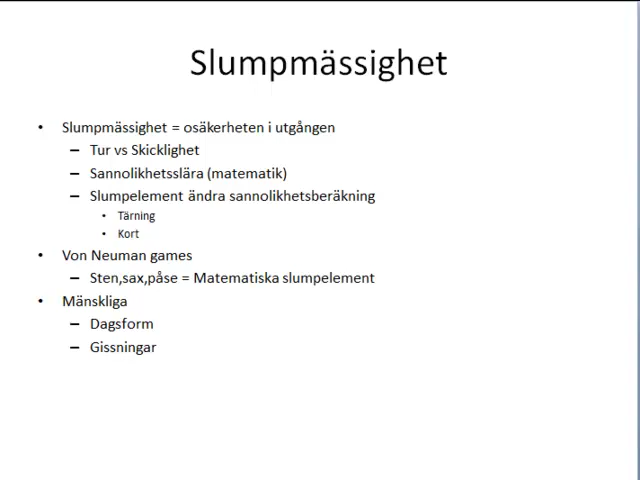 Slumpmässighet
• Slumpmässighet = osäkerheten i utgången
– Tur vs Skicklighet
– Sannolikhetsslära (matematik)
– Slumpelement ändra sannolikhetsberäkning
• Tärning
• Kort
• Von Neuman games
– Sten,sax,påse = Matematiska slumpelement
• Mänskliga
– Dagsform
– Gissningar